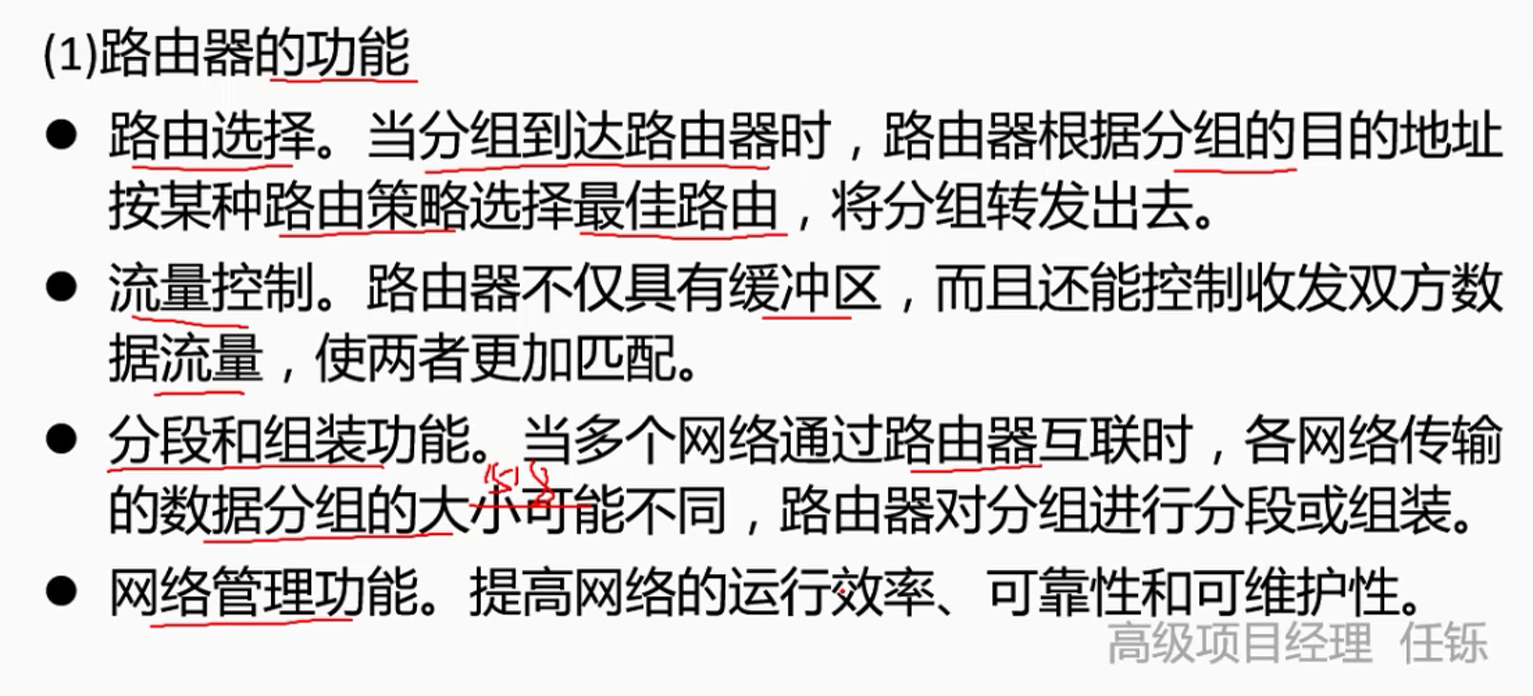 (1)路由器的功能
● 路由选择。当分组到达路由器时，路由器根据分组的目的地址
按某种路由策略选择最佳路由，将分组转发出去。
● 流量控制。路由器不仅具有缓冲区，而且还能控制收发双方数
据流量，使两者更加匹配。
● 分段和组装功能。当多个网络通过路由器互联时，各网络传输
的数据分组的大小可能不同，路由器对分组进行分段或组装。
● 网络管理功能。提高网络的运行效率、可靠性和可维护性。
高级项目经理 任铄